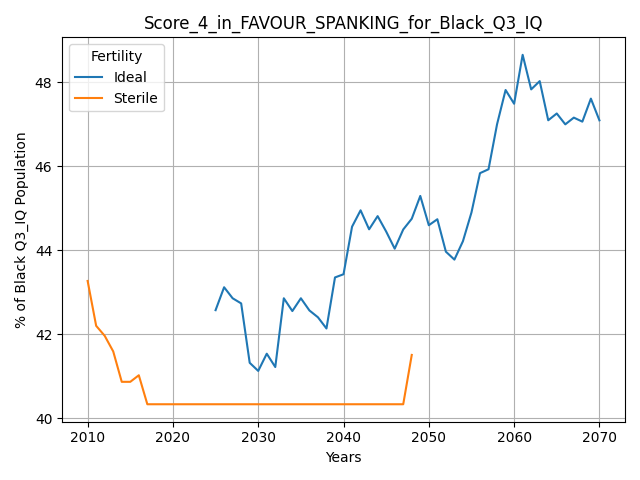 Score_4_in_FAVOUR_SPANKING_for_Black_Q3_IQ
Fertility
Ideal
Sterile
% of Black Q3_IQ Population
48
46
44
42
40
2010 2020 2030 2040 2050 2060 2070
Years